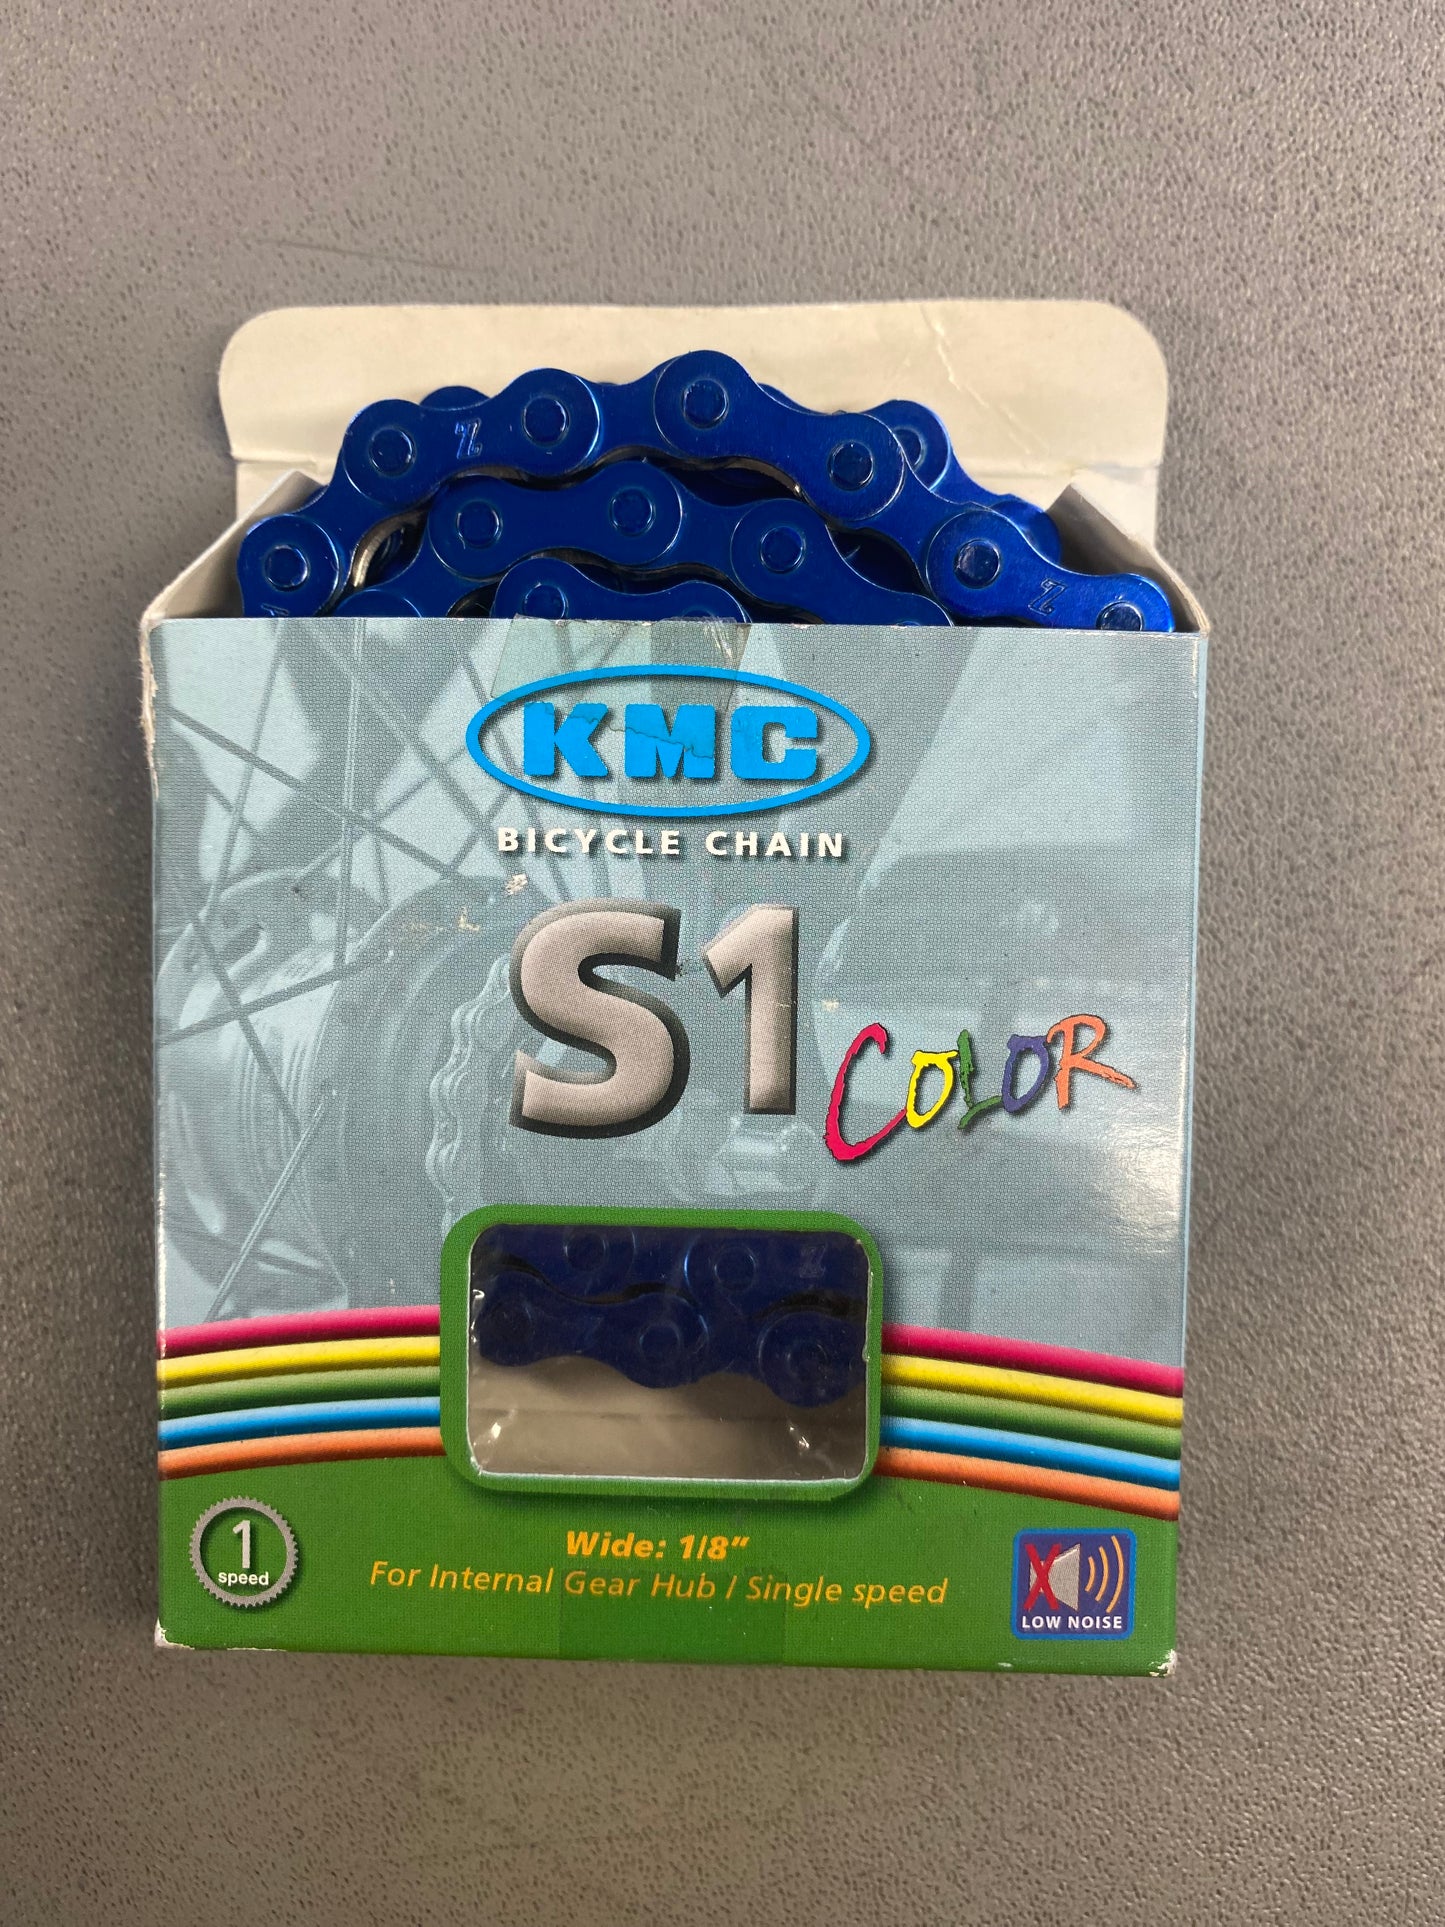 Z
Z
KMC
BICYCLE CHAIN
S1
COLOR
Z
1
speed
Wide: 1/8"
For Internal Gear Hub / Single speed
X
LOW NOISE